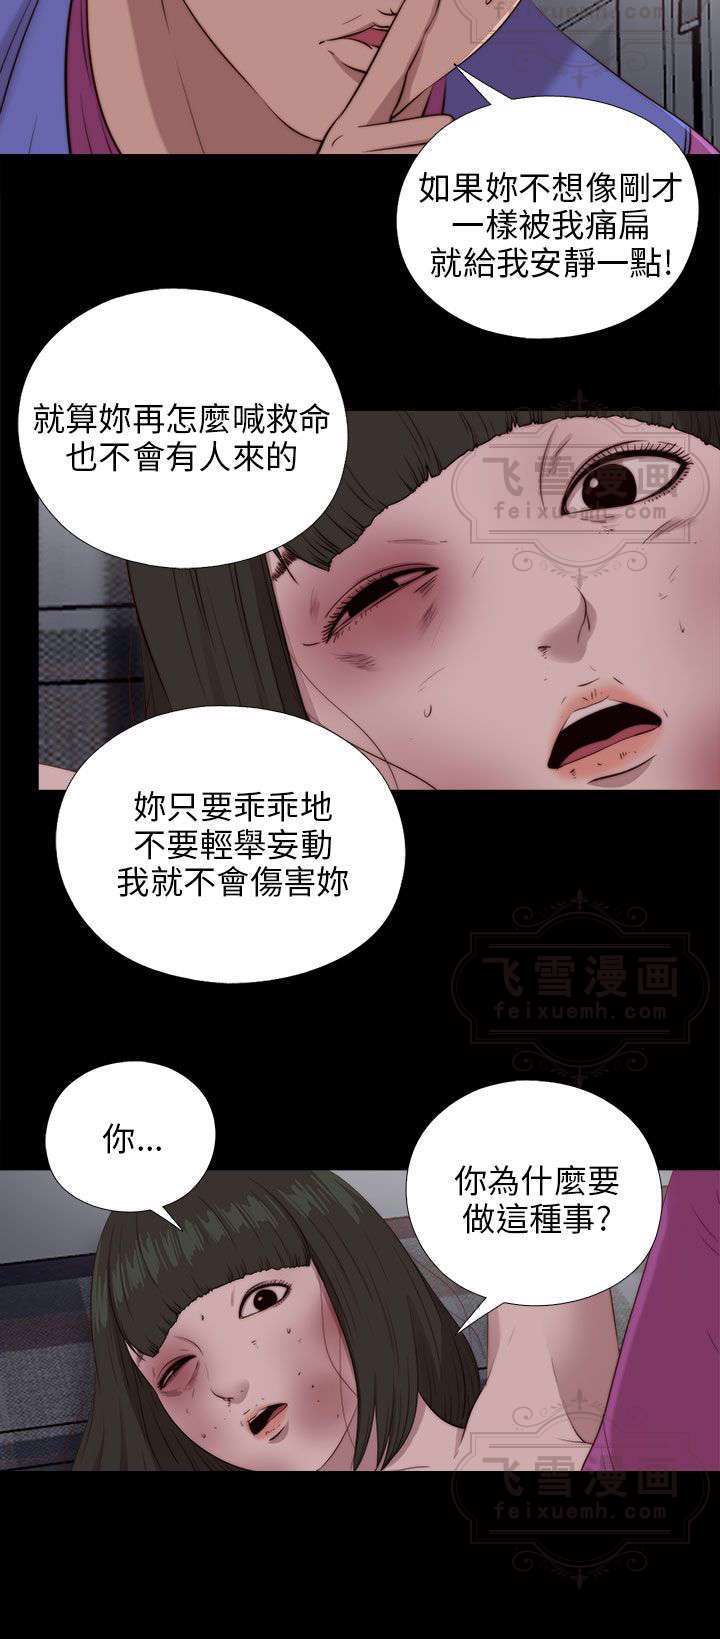 如果妳不想像剛才
一樣被我痛扁
就給我安靜一點!
就算妳再怎麼喊救命
也不會有人來的
飞雪漫画
feixuemh.com
妳只要乖乖地
不要輕舉妄動
我就不會傷害妳
飞雪漫画
feixuemh.com
你...
你為什麼要
做這種事?
飞雪漫画
feixuemh.com